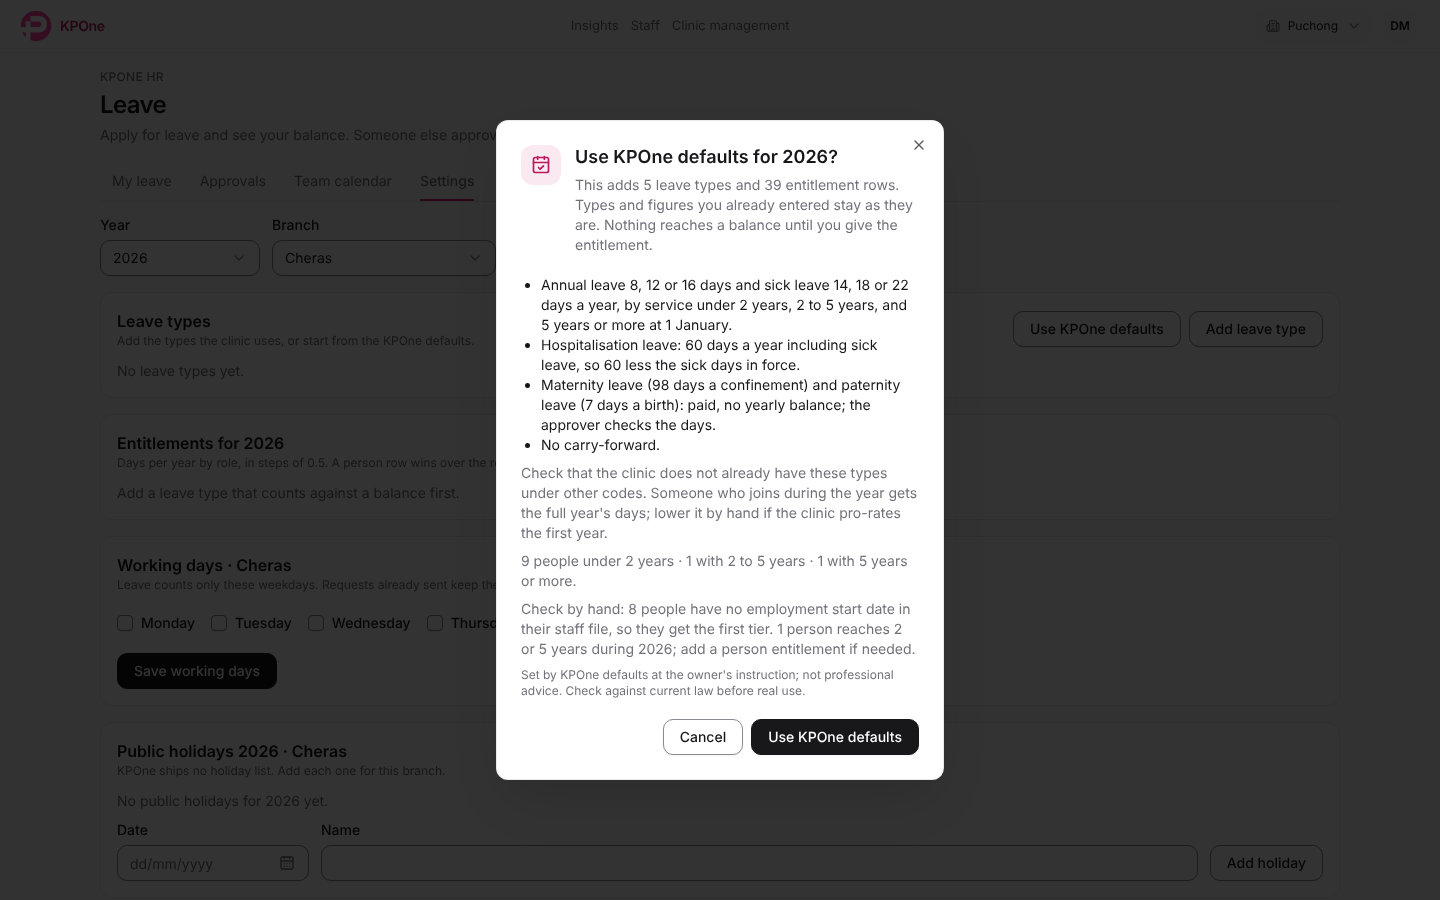 KPOne
Insights Staff Clinic management
Puchong
DM
KPONE HR
Leave
Apply for leave and see your balance. Someone else approv
My leave Approvals Team calendar Settings
Year Branch
2026 Cheras
Leave types
Add the types the clinic uses, or start from the KPOne defaults.
Use KPOne defaults Add leave type
No leave types yet.
Entitlements for 2026
Days per year by role, in steps of 0.5. A person row wins over the r
Add a leave type that counts against a balance first.
Working days · Cheras
Leave counts only these weekdays. Requests already sent keep th
Monday Tuesday Wednesday Thursd
Save working days
Public holidays 2026 · Cheras
KPOne ships no holiday list. Add each one for this branch.
No public holidays for 2026 yet.
Date Name
dd/mm/yyyy Add holiday
Use KPOne defaults for 2026?
This adds 5 leave types and 39 entitlement rows.
Types and figures you already entered stay as they
are. Nothing reaches a balance until you give the
entitlement.
• Annual leave 8, 12 or 16 days and sick leave 14, 18 or 22
days a year, by service under 2 years, 2 to 5 years, and
5 years or more at 1 January.
• Hospitalisation leave: 60 days a year including sick
leave, so 60 less the sick days in force.
• Maternity leave (98 days a confinement) and paternity
leave (7 days a birth): paid, no yearly balance; the
approver checks the days.
• No carry-forward.
Check that the clinic does not already have these types
under other codes. Someone who joins during the year gets
the full year's days; lower it by hand if the clinic pro-rates
the first year.
9 people under 2 years · 1 with 2 to 5 years · 1 with 5 years
or more.
Check by hand: 8 people have no employment start date in
their staff file, so they get the first tier. 1 person reaches 2
or 5 years during 2026; add a person entitlement if needed.
Set by KPOne defaults at the owner's instruction; not professional
advice. Check against current law before real use.
Cancel Use KPOne defaults